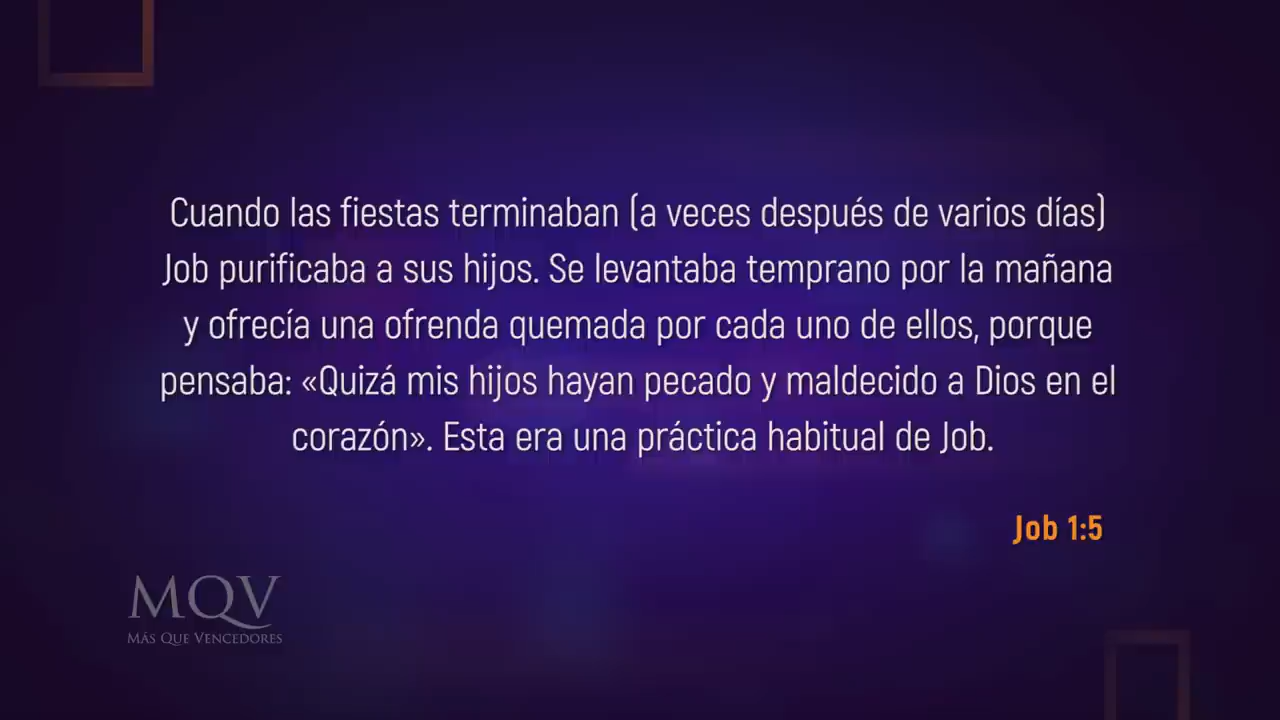 Cuando las fiestas terminaban (a veces después de varios días)
Job purificaba a sus hijos. Se levantaba temprano por la mañana
y ofrecía una ofrenda quemada por cada uno de ellos, porque
pensaba: «Quizá mis hijos hayan pecado y maldecido a Dios en el
corazón». Esta era una práctica habitual de Job.
Job 1:5
MQV
MÁS QUE VENCEDORES